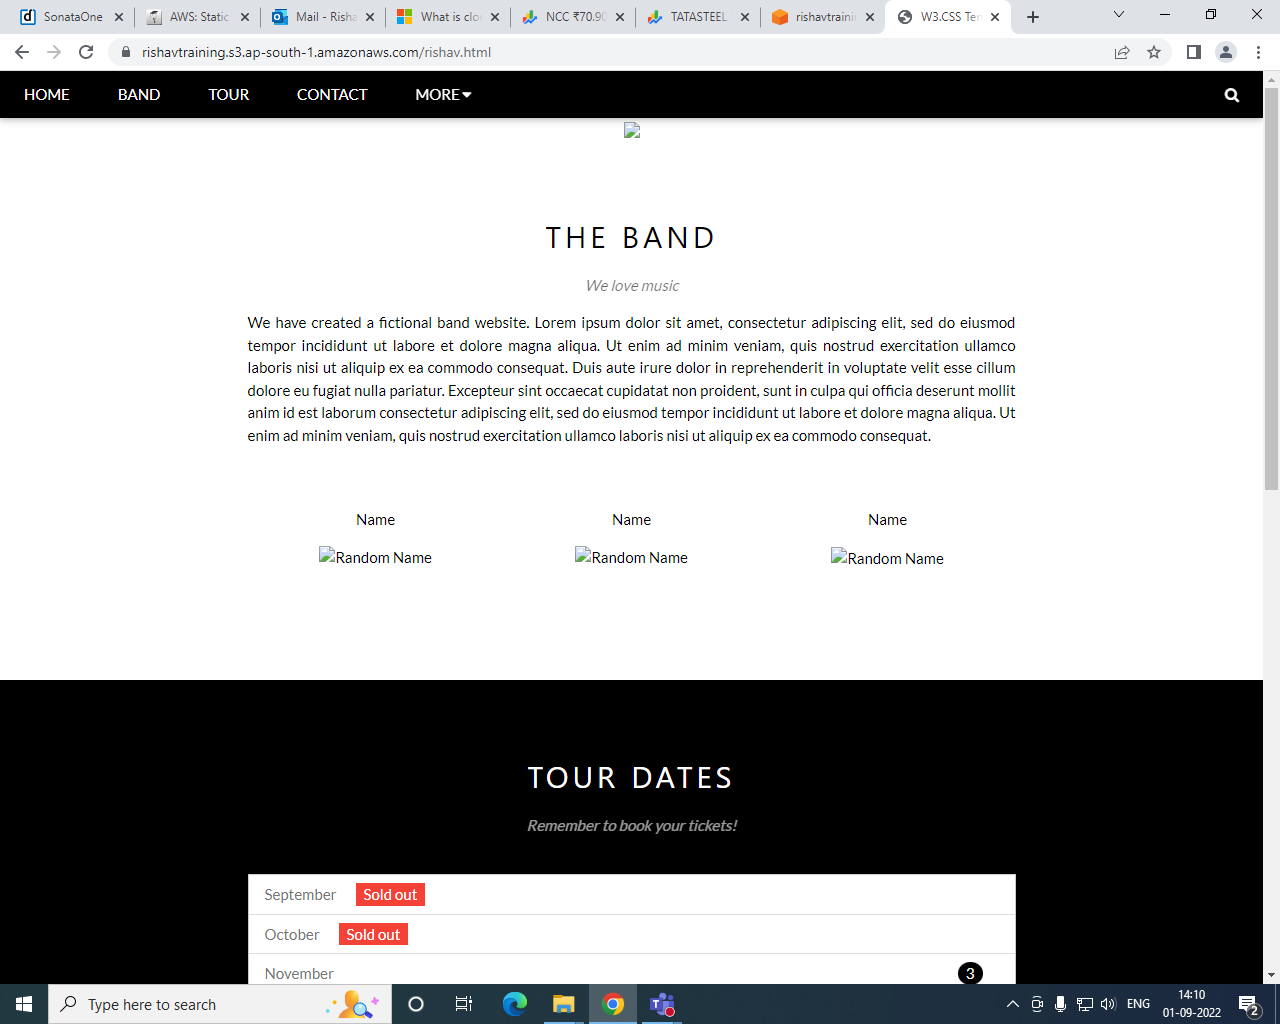 SonataOne
AWS: Static
Mail - Risha
What is clo
NCC ₹70.90
TATASTEEL
rishavtraini
W3.CSS Tem
rishavtraining.s3.ap-south-1.amazonaws.com/rishav.html
HOME BAND TOUR CONTACT MORE
THE BAND
We love music
We have created a fictional band website. Lorem ipsum dolor sit amet, consectetur adipiscing elit, sed do eiusmod
tempor incididunt ut labore et dolore magna aliqua. Ut enim ad minim veniam, quis nostrud exercitation ullamco
laboris nisi ut aliquip ex ea commodo consequat. Duis aute irure dolor in reprehenderit in voluptate velit esse cillum
dolore eu fugiat nulla pariatur. Excepteur sint occaecat cupidatat non proident, sunt in culpa qui officia deserunt mollit
anim id est laborum consectetur adipiscing elit, sed do eiusmod tempor incididunt ut labore et dolore magna aliqua. Ut
enim ad minim veniam, quis nostrud exercitation ullamco laboris nisi ut aliquip ex ea commodo consequat.
Name Name Name
Random Name Random Name Random Name
TOUR DATES
Remember to book your tickets!
September Sold out
October Sold out
November 3
Type here to search
ENG
14:10
01-09-2022
2